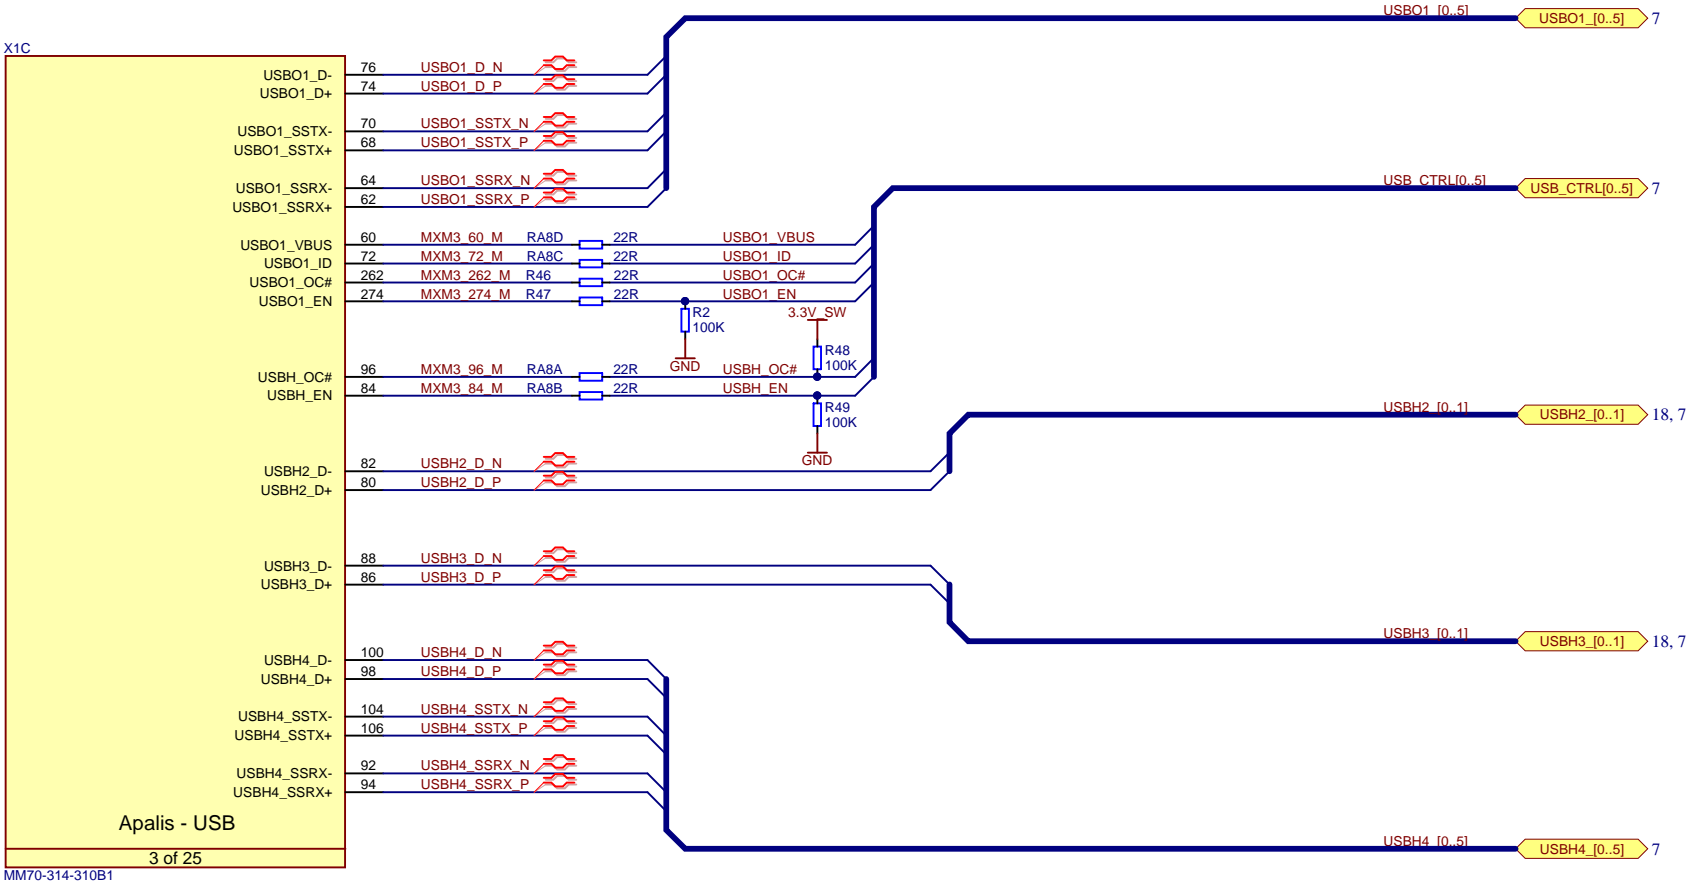 USBO1_[0..5] USBO1_[0..5] 7
X1C
USBO1_D- 76 USBO1_D_N
USBO1_D+ 74 USBO1_D_P
USBO1_SSTX- 70 USBO1_SSTX_N
USBO1_SSTX+ 68 USBO1_SSTX_P
USBO1_SSRX- 64 USBO1_SSRX_N
USB_CTRL[0..5] USB_CTRL[0..5] 7
USBO1_SSRX+ 62 USBO1_SSRX_P
USBO1_VBUS 60 MXM3_60_M RA8D 22R USBO1_VBUS
USBO1_ID 72 MXM3_72_M RA8C 22R USBO1_ID
USBO1_OC# 262 MXM3_262_M R46 22R USBO1_OC#
USBO1_EN 274 MXM3_274_M R47 22R USBO1_EN
R2 3.3V_SW
100K
R48
100K
GND
USBH_OC# 96 MXM3_96_M RA8A 22R USBH_OC#
USBH_EN 84 MXM3_84_M RA8B 22R USBH_EN
R49
100K
USBH2_[0..1] USBH2_[0..1] 18, 7
GND
USBH2_D- 82 USBH2_D_N
USBH2_D+ 80 USBH2_D_P
USBH3_D- 88 USBH3_D_N
USBH3_D+ 86 USBH3_D_P
USBH3_[0..1] USBH3_[0..1] 18, 7
USBH4_D- 100 USBH4_D_N
USBH4_D+ 98 USBH4_D_P
USBH4_SSTX- 104 USBH4_SSTX_N
USBH4_SSTX+ 106 USBH4_SSTX_P
USBH4_SSRX- 92 USBH4_SSRX_N
USBH4_SSRX+ 94 USBH4_SSRX_P
Apalis - USB
USBH4_[0..5] USBH4_[0..5] 7
3 of 25
MM70-314-310B1